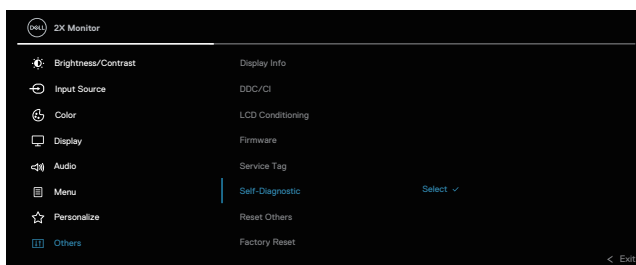 DELL 2X Monitor
Brightness/Contrast Display Info
Input Source DDC/CI
Color LCD Conditioning
Display Firmware
Audio Service Tag
Menu Self-Diagnostic Select
Personalize Reset Others
Others Factory Reset
Exit